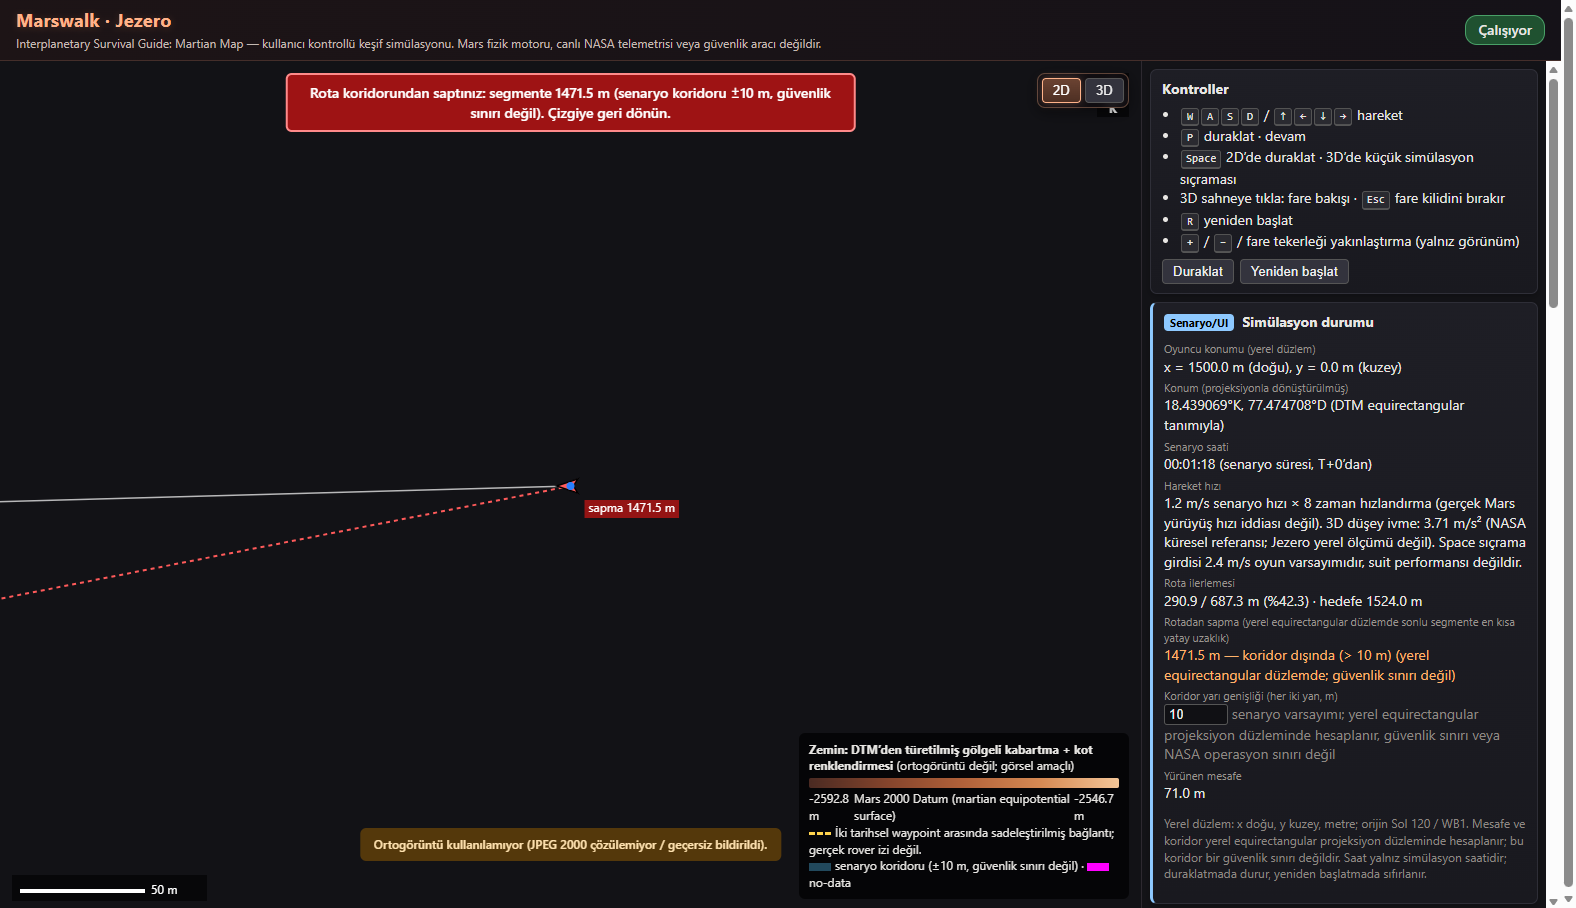 Marswalk · Jezero
Interplanetary Survival Guide: Martian Map — kullanıcı kontrollü keşif simülasyonu. Mars fizik motoru, canlı NASA telemetrisi veya güvenlik aracı değildir.
Çalışıyor
Rota koridorundan saptınız: segmente 1471.5 m (senaryo koridoru ±10 m, güvenlik
sınırı değil). Çizgiye geri dönün.
2D 3D
K
sapma 1471.5 m
Zemin: DTM'den türetilmiş gölgeli kabartma + kot
renklendirmesi (ortogörüntü değil; görsel amaçlı)
-2592.8 Mars 2000 Datum (martian equipotential -2546.7
m surface) m
İki tarihsel waypoint arasında sadeleştirilmiş bağlantı;
gerçek rover izi değil.
senaryo koridoru (±10 m, güvenlik sınırı değil) ·
no-data
Ortogörüntü kullanılamıyor (JPEG 2000 çözülemiyor / geçersiz bildirildi).
50 m
Kontroller
• W A S D / ↑ ← ↓ → hareket
• P duraklat · devam
• Space 2D'de duraklat · 3D'de küçük simülasyon
sıçraması
• 3D sahneye tıkla: fare bakışı · Esc fare kilidini bırakır
• R yeniden başlat
• + / − / fare tekerleği yakınlaştırma (yalnız görünüm)
Duraklat Yeniden başlat
Senaryo/UI Simülasyon durumu
Oyuncu konumu (yerel düzlem)
x = 1500.0 m (doğu), y = 0.0 m (kuzey)
Konum (projeksiyonla dönüştürülmüş)
18.439069°K, 77.474708°D (DTM equirectangular
tanımıyla)
Senaryo saati
00:01:18 (senaryo süresi, T+0'dan)
Hareket hızı
1.2 m/s senaryo hızı × 8 zaman hızlandırma (gerçek Mars
yürüyüş hızı iddiası değil). 3D düşey ivme: 3.71 m/s² (NASA
küresel referansı; Jezero yerel ölçümü değil). Space sıçrama
girdisi 2.4 m/s oyun varsayımıdır, suit performansı değildir.
Rota ilerlemesi
290.9 / 687.3 m (%42.3) · hedefe 1524.0 m
Rotadan sapma (yerel equirectangular düzlemde sonlu segmente en kısa
yatay uzaklık)
1471.5 m — koridor dışında (> 10 m) (yerel
equirectangular düzlemde; güvenlik sınırı değil)
Koridor yarı genişliği (her iki yan, m)
10 senaryo varsayımı; yerel equirectangular
projeksiyon düzleminde hesaplanır, güvenlik sınırı veya
NASA operasyon sınırı değil
Yürünen mesafe
71.0 m
Yerel düzlem: x doğu, y kuzey, metre; orijin Sol 120 / WB1. Mesafe ve
koridor yerel equirectangular projeksiyon düzleminde hesaplanır; bu
koridor bir güvenlik sınırı değildir. Saat yalnız simülasyon saatidir;
duraklatmada durur, yeniden başlatmada sıfırlanır.